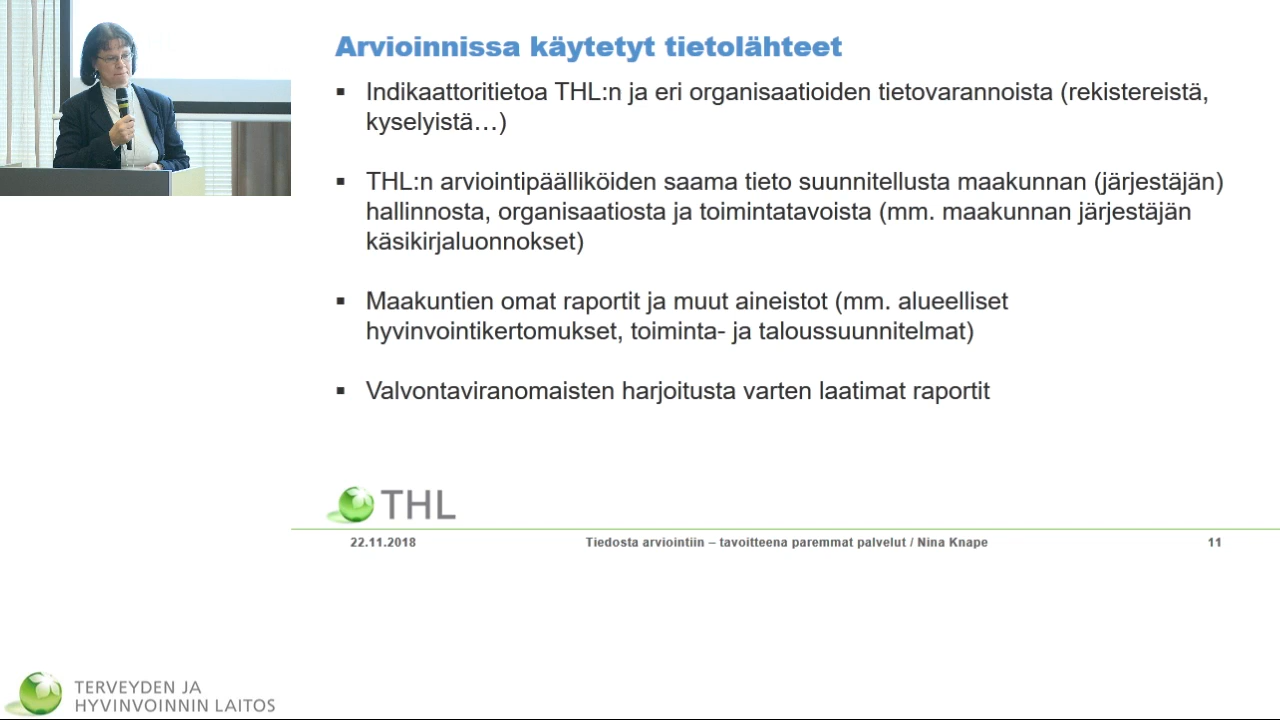 Arvioinnissa käytetyt tietolähteet
▪ Indikaattoritietoa THL:n ja eri organisaatioiden tietovarannoista (rekistereistä,
kyselyistä…)
▪ THL:n arviointipäälliköiden saama tieto suunnitellusta maakunnan (järjestäjän)
hallinnosta, organisaatiosta ja toimintatavoista (mm. maakunnan järjestäjän
käsikirjaluonnokset)
▪ Maakuntien omat raportit ja muut aineistot (mm. alueelliset
hyvinvointikertomukset, toiminta- ja taloussuunnitelmat)
▪ Valvontaviranomaisten harjoitusta varten laatimat raportit
THL
22.11.2018 Tiedosta arviointiin – tavoitteena paremmat palvelut / Nina Knape 11
TERVEYDEN JA
HYVINVOINNIN LAITOS